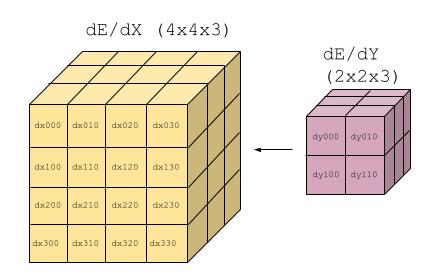 dE/dX (4x4x3)
dE/dY
(2x2x3)
dx000 dx010 dx020 dx030
dx100 dx110 dx120 dx130
dx200 dx210 dx220 dx230
dx300 dx310 dx320 dx330
dy000 dy010
dy100 dy110